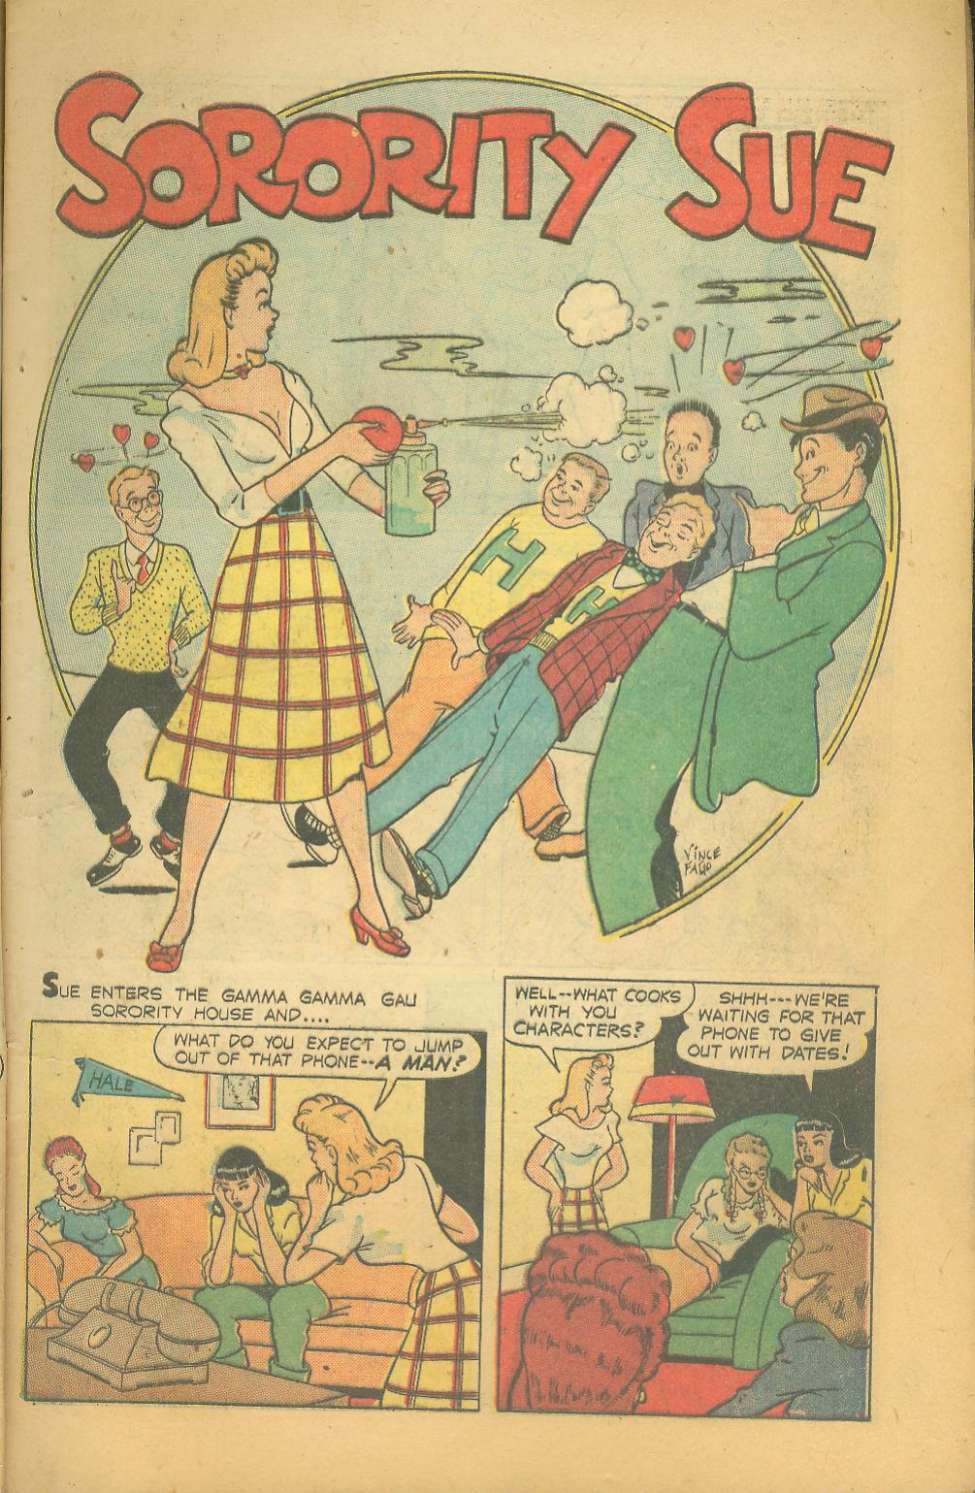 SORORITY SUE
H
H
VINCE
FAGO
SUE ENTERS THE GAMMA GAMMA GAU
SORORITY HOUSE AND....
WHAT DO YOU EXPECT TO JUMP
OUT OF THAT PHONE--A MAN?
HALE
WELL--WHAT COOKS
WITH YOU
CHARACTERS?
SHHH---WE'RE
WAITING FOR THAT
PHONE TO GIVE
OUT WITH DATES!